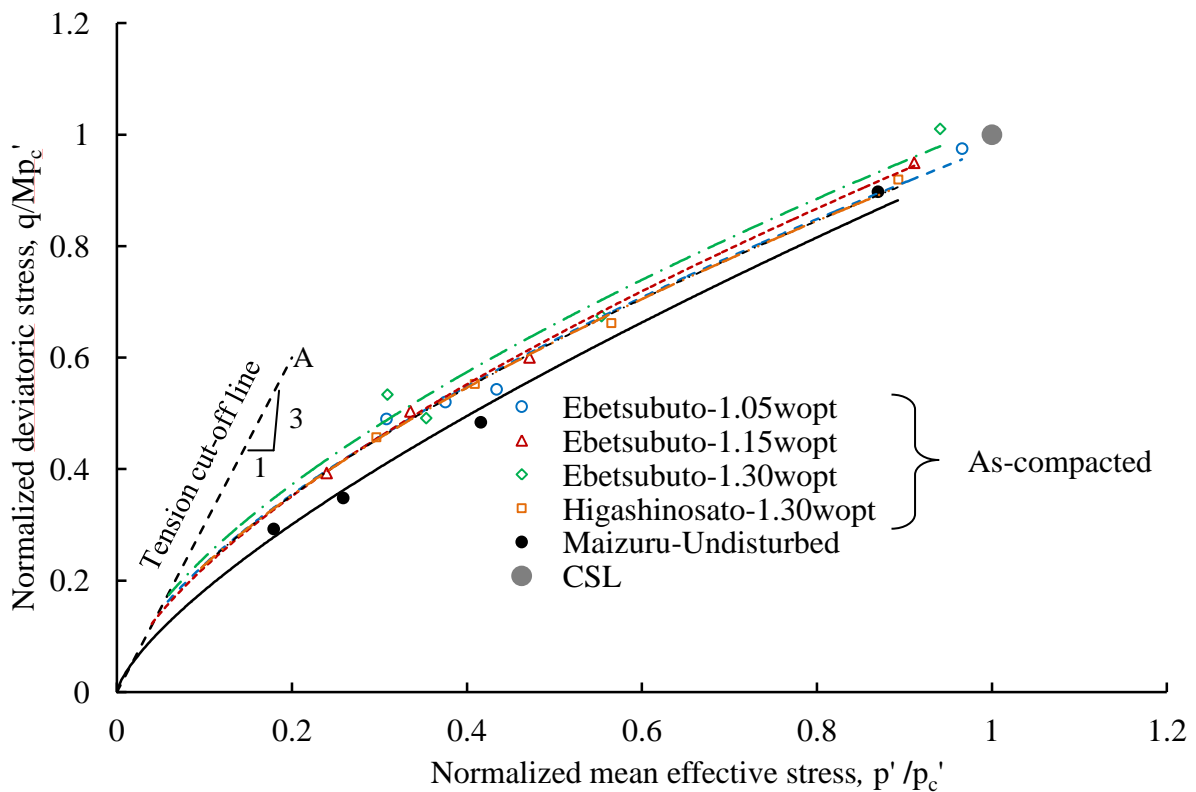 1.2
1
0.8
0.6
0.4
0.2
0
Normalized deviatoric stress, q/Mpc'
Tension cut-off line
A
3
1
Ebetsubuto-1.05wopt
Ebetsubuto-1.15wopt
Ebetsubuto-1.30wopt
Higashinosato-1.30wopt
As-compacted
Maizuru-Undisturbed
CSL
0 0.2 0.4 0.6 0.8 1 1.2
Normalized mean effective stress, p' /pc'